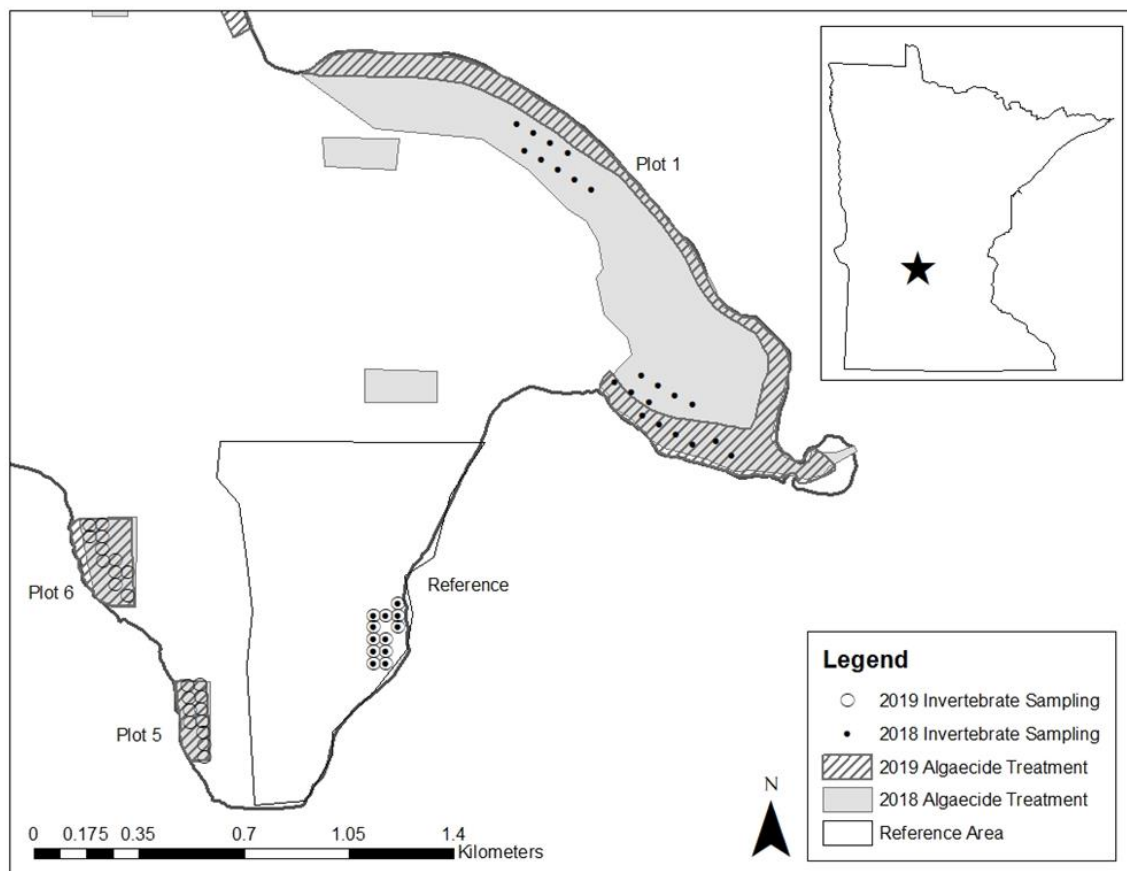 Plot 1
Reference
Plot 6
Plot 5
0 0.175 0.35 0.7 1.05 1.4
Kilometers
N
Legend
2019 Invertebrate Sampling
2018 Invertebrate Sampling
2019 Algaecide Treatment
2018 Algaecide Treatment
Reference Area